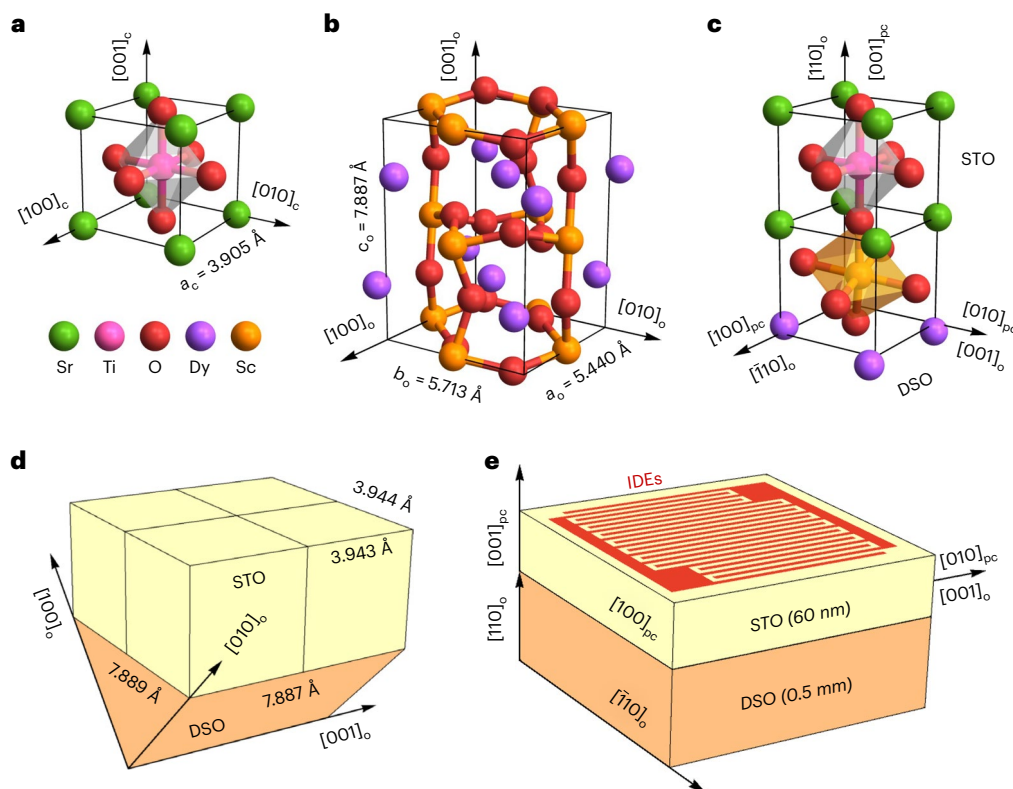 a
[001]c
[100]c
[010]c
ac = 3.905 Å
Sr Ti O Dy Sc
b
[001]o
co = 7.887 Å
[100]o
[010]o
bo = 5.713 Å
ao = 5.440 Å
c
[110]o
[001]pc
STO
[100]pc
[1̄10]o
[010]pc
[001]o
DSO
d
3.944 Å
3.943 Å
STO
[100]o
[010]o
7.889 Å
7.887 Å
DSO
[001]o
e
IDEs
[001]pc
[110]o
[100]pc
[010]pc
[001]o
STO (60 nm)
[1̄10]o
DSO (0.5 mm)